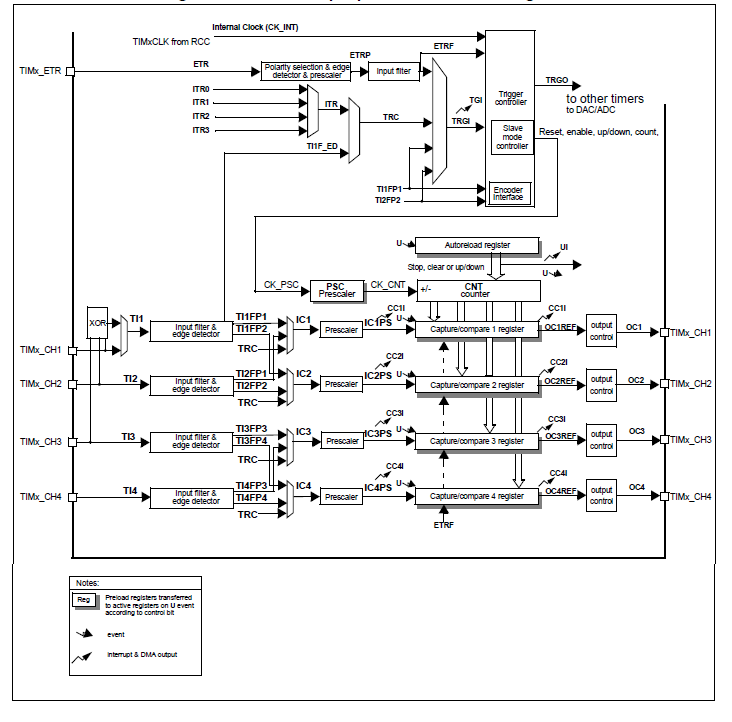 Internal Clock (CK_INT)
TIMxCLK from RCC
ETRF
ETR
ETRP
TIMx_ETR
Polarity selection & edge
detector & prescaler
Input filter
Trigger
controller
TRGO
to other timers
to DAC/ADC
ITR0
ITR1
ITR2
ITR3
ITR
TRC
TGI
TRGI
Slave
mode
controller
Reset, enable, up/down, count,
TI1F_ED
TI1FP1
TI2FP2
Encoder
Interface
U
Autoreload register
UI
Stop, clear or up/down
U
CK_PSC
PSC
Prescaler
CK_CNT
+/-
CNT
counter
XOR
TI1
Input filter &
edge detector
TI1FP1
TI1FP2
TRC
IC1
Prescaler
IC1PS
CC1I
U
Capture/compare 1 register
CC1I
OC1REF
output
control
OC1
TIMx_CH1
TIMx_CH1
TIMx_CH2
TI2
Input filter &
edge detector
TI2FP1
TI2FP2
TRC
IC2
Prescaler
IC2PS
CC2I
U
Capture/compare 2 register
CC2I
OC2REF
output
control
OC2
TIMx_CH2
TIMx_CH3
TI3
Input filter &
edge detector
TI3FP3
TI3FP4
TRC
IC3
Prescaler
IC3PS
CC3I
U
Capture/compare 3 register
CC3I
OC3REF
output
control
OC3
TIMx_CH3
TIMx_CH4
TI4
Input filter &
edge detector
TI4FP3
TI4FP4
TRC
IC4
Prescaler
IC4PS
CC4I
U
Capture/compare 4 register
CC4I
OC4REF
output
control
OC4
TIMx_CH4
ETRF
Notes:
Reg
Preload registers transferred
to active registers on U event
according to control bit
event
interrupt & DMA output